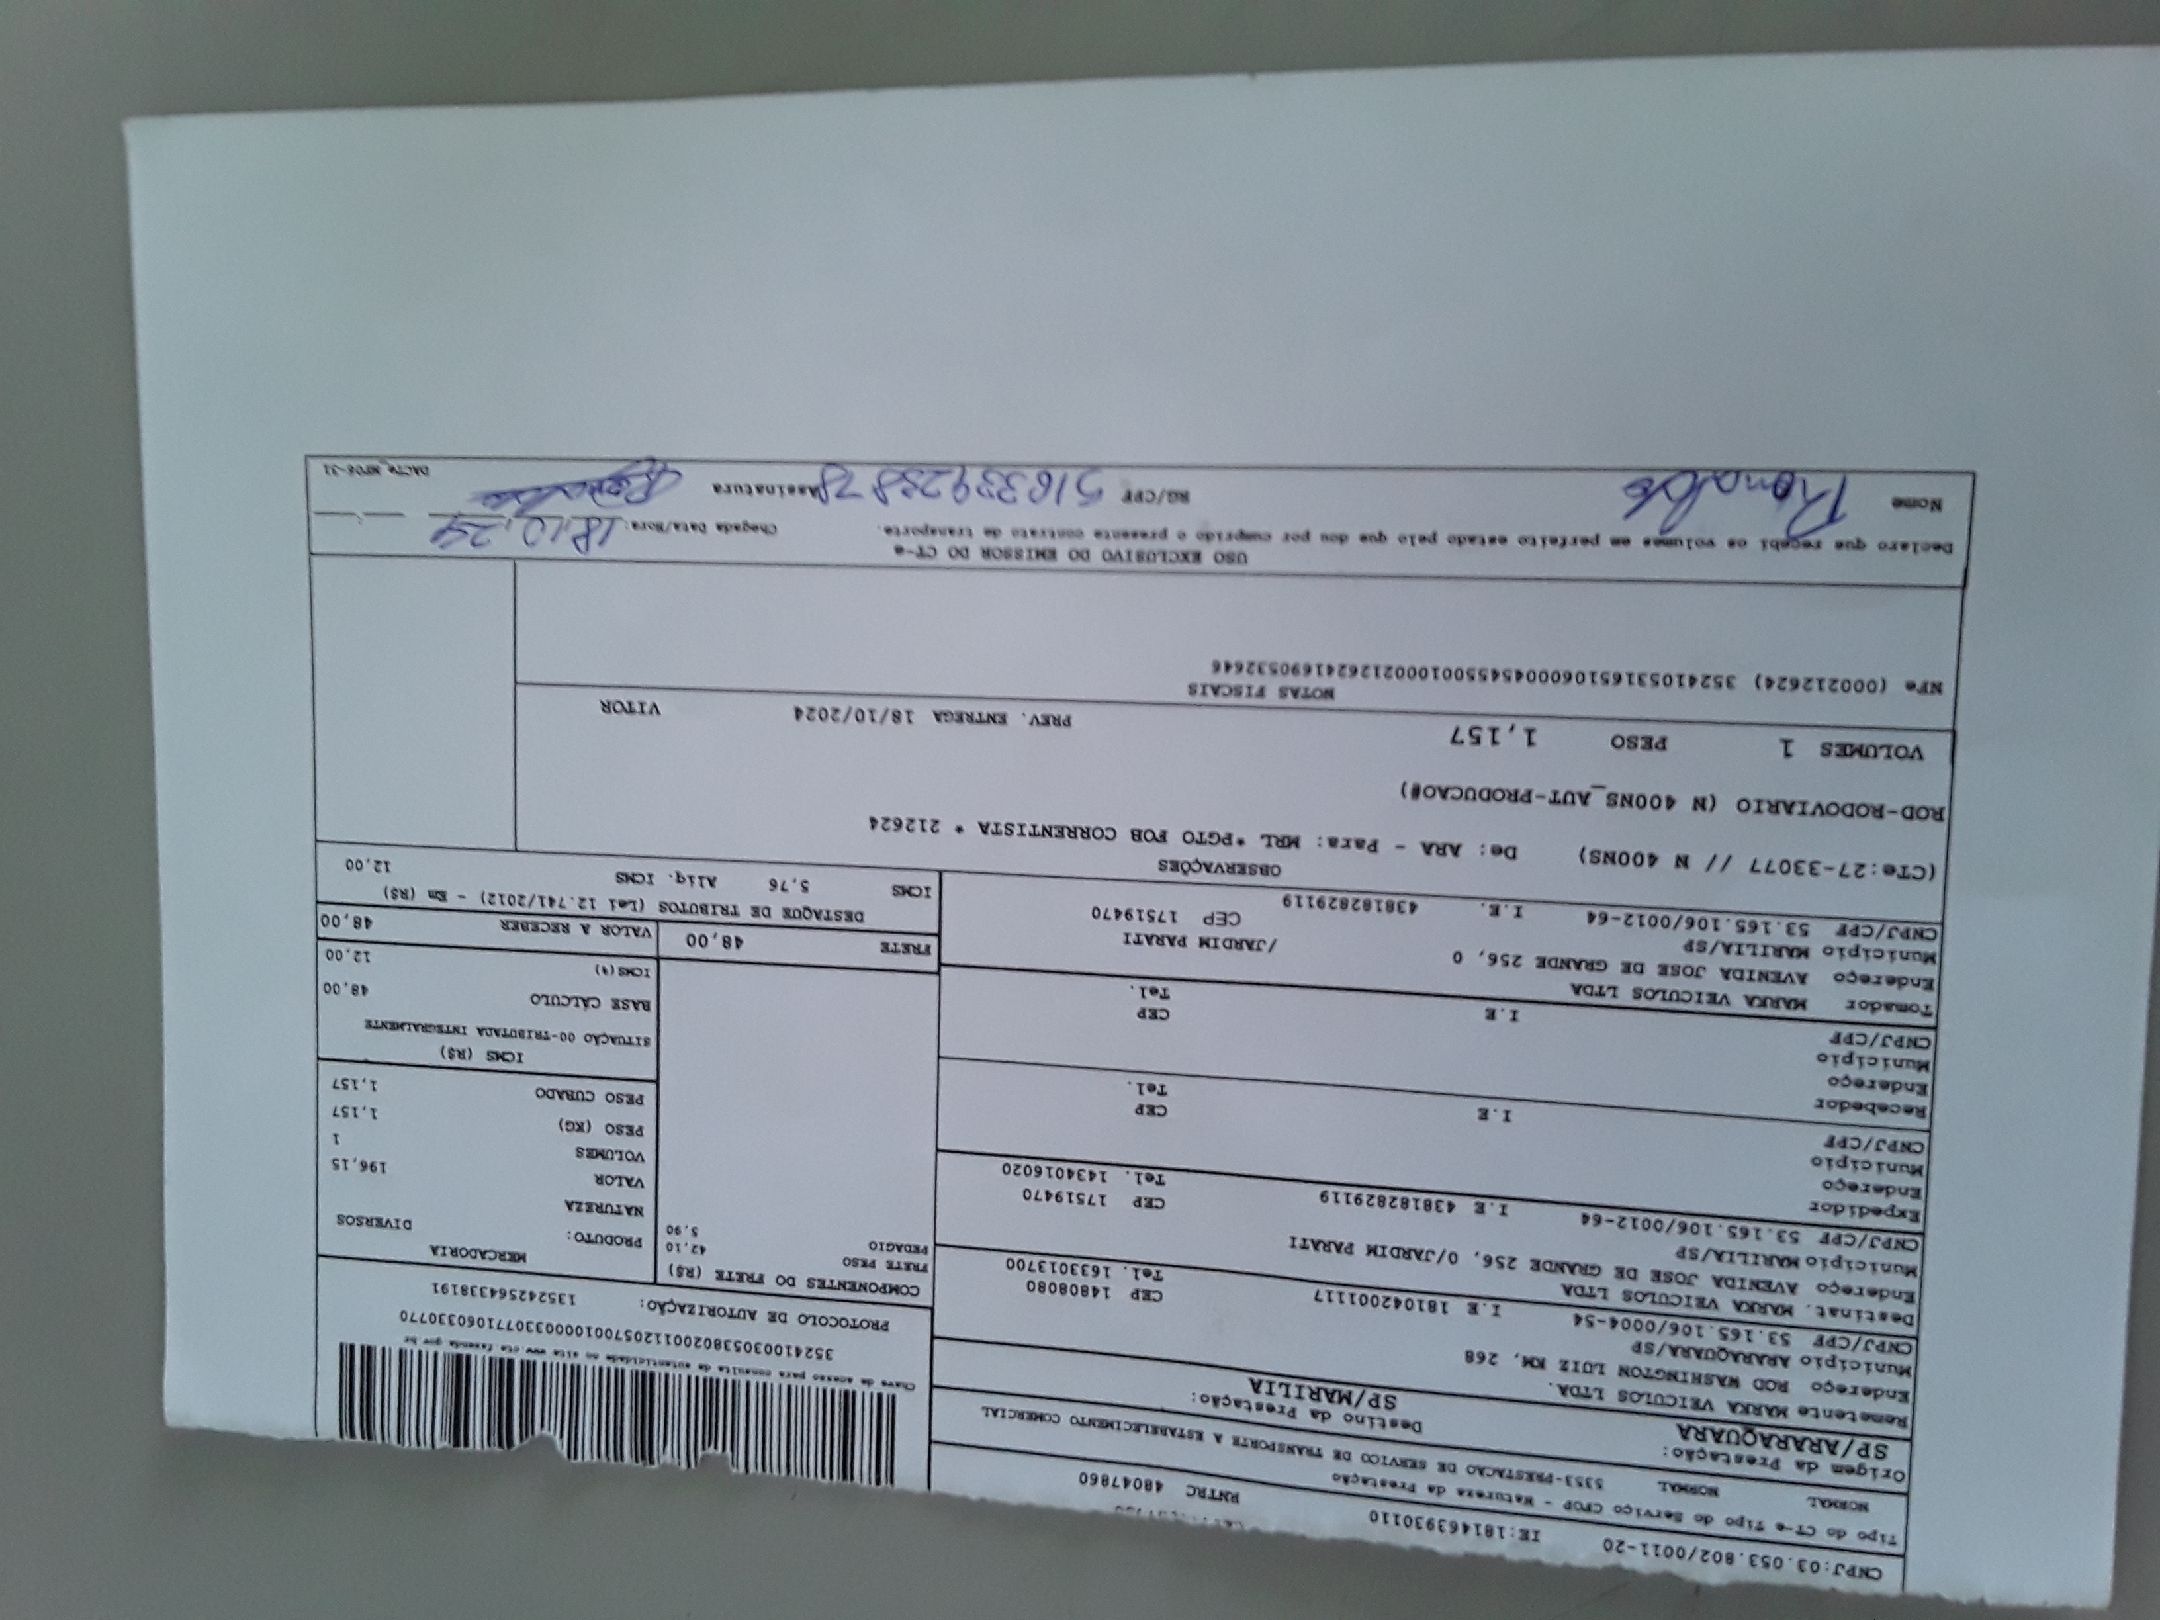 CNPJ:03.053.802/0011-20 IE:181463930110 RNTRC 48047860
Tipo do CT-e Tipo do Serviço CFOP - Natureza da Prestação
NORMAL NORMAL 5353-PRESTACAO DE SERVICO DE TRANSPORTE A ESTABELECIMENTO COMERCIAL
Origem da Prestação: Destino da Prestação:
SP/ARARAQUARA SP/MARILIA
Remetente MARKA VEICULOS LTDA.
Endereço ROD WASHINGTON LUIZ KM, 268
Município ARARAQUARA/SP CEP 14808080
CNPJ/CPF 53.165.106/0004-54 I.E 181042001117 Tel. 1633013700
Destinat. MARKA VEICULOS LTDA
Endereço AVENIDA JOSE DE GRANDE 256, 0/JARDIM PARATI
Município MARILIA/SP CEP 17519470
CNPJ/CPF 53.165.106/0012-64 I.E 438182829119 Tel. 1434016020
Expedidor
Endereço
Município CEP
CNPJ/CPF I.E Tel.
Recebedor
Endereço
Município CEP
CNPJ/CPF I.E Tel.
Tomador MARKA VEICULOS LTDA
Endereço AVENIDA JOSE DE GRANDE 256, 0 /JARDIM PARATI
Município MARILIA/SP CEP 17519470
CNPJ/CPF 53.165.106/0012-64 I.E. 438182829119
Chave de acesso para consulta de autenticidade no site www.cte.fazenda.gov.br
35241003053802001120570010000330771060330770
PROTOCOLO DE AUTORIZAÇÃO: 135242564338191
COMPONENTES DO FRETE (R$)
FRETE PESO 42,10
PEDAGIO 5,90
FRETE 48,00
MERCADORIA
PRODUTO: DIVERSOS
NATUREZA
VALOR 196,15
VOLUMES 1
PESO (KG) 1,157
PESO CUBADO 1,157
ICMS (R$)
SITUAÇÃO 00-TRIBUTADA INTEGRALMENTE
BASE CÁLCULO 48,00
ICMS(%) 12,00
VALOR A RECEBER 48,00
DESTAQUE DE TRIBUTOS (Lei 12.741/2012) - Em (R$)
ICMS 5,76 Aliq. ICMS 12,00
OBSERVAÇÕES
(CTe:27-33077 // N 400NS) De: ARA - Para: MRL *PGTO FOB CORRENTISTA * 212624
ROD-RODOVIARIO (N 400NS_AUT-PRODUCAO#)
VOLUMES 1 PESO 1,157 PREV. ENTREGA 18/10/2024 VITOR
NOTAS FISCAIS
NFe (000212624) 35241053165106000454550010002126241690532646
USO EXCLUSIVO DO EMISSOR DO CT-e
Declaro que recebi os volumes em perfeito estado pelo que dou por cumprido o presente contrato de transporte. Chegada Data/Hora: 18.10.24
Nome Ronaldo RG/CPF Assinatura DACTe_MP06-31